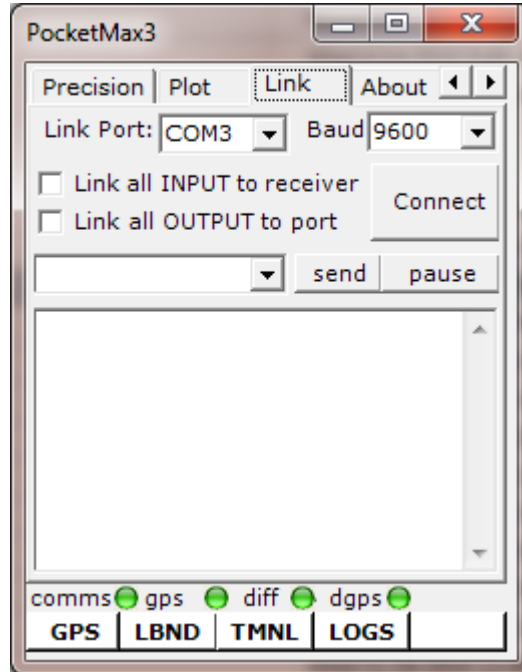 PocketMax3
Precision Plot Link About
Link Port: COM3 Baud 9600
Link all INPUT to receiver
Connect
Link all OUTPUT to port
send pause
comms gps diff dgps
GPS LBND TMNL LOGS